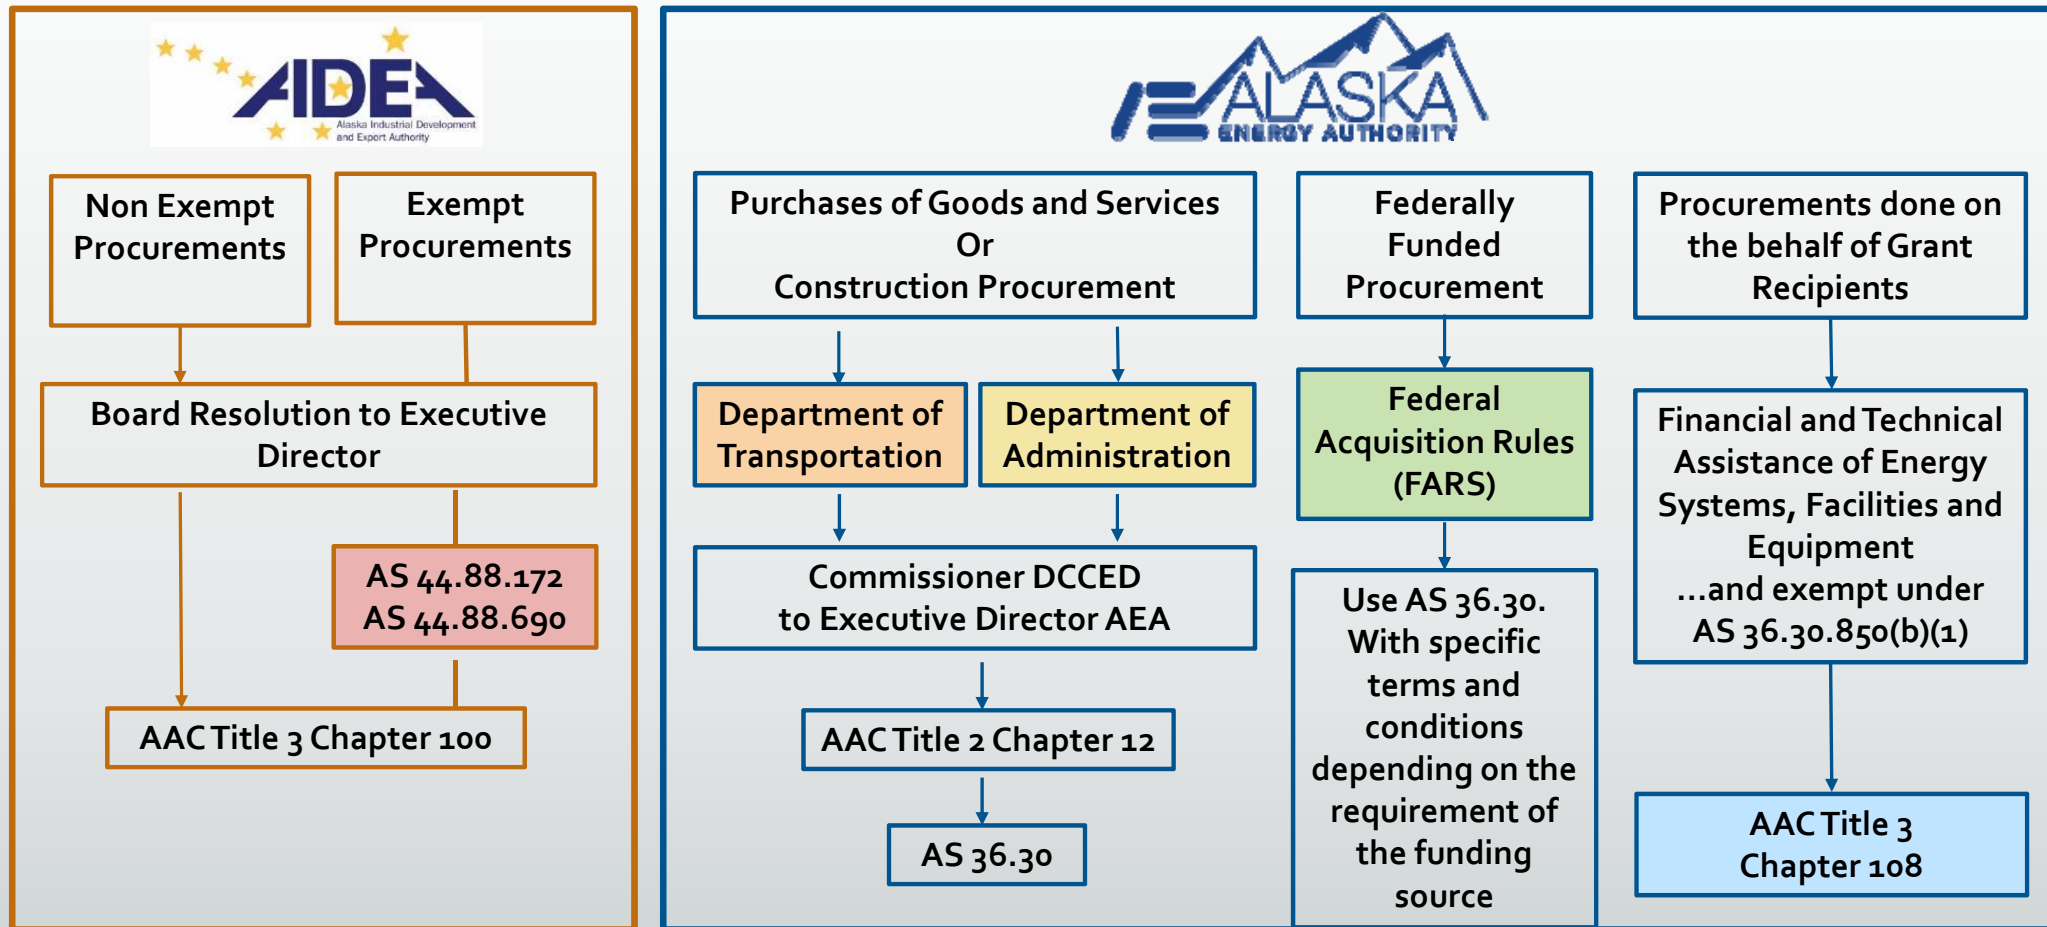 AIDEA
Alaska Industrial Development
and Export Authority
Non Exempt
Procurements
Exempt
Procurements
Board Resolution to Executive
Director
AS 44.88.172
AS 44.88.690
AAC Title 3 Chapter 100
ALASKA
ENERGY AUTHORITY
Purchases of Goods and Services
Or
Construction Procurement
Department of
Transportation
Department of
Administration
Commissioner DCCED
to Executive Director AEA
AAC Title 2 Chapter 12
AS 36.30
Federally
Funded
Procurement
Federal
Acquisition Rules
(FARS)
Use AS 36.30.
With specific
terms and
conditions
depending on the
requirement of
the funding
source
Procurements done on
the behalf of Grant
Recipients
Financial and Technical
Assistance of Energy
Systems, Facilities and
Equipment
...and exempt under
AS 36.30.850(b)(1)
AAC Title 3
Chapter 108